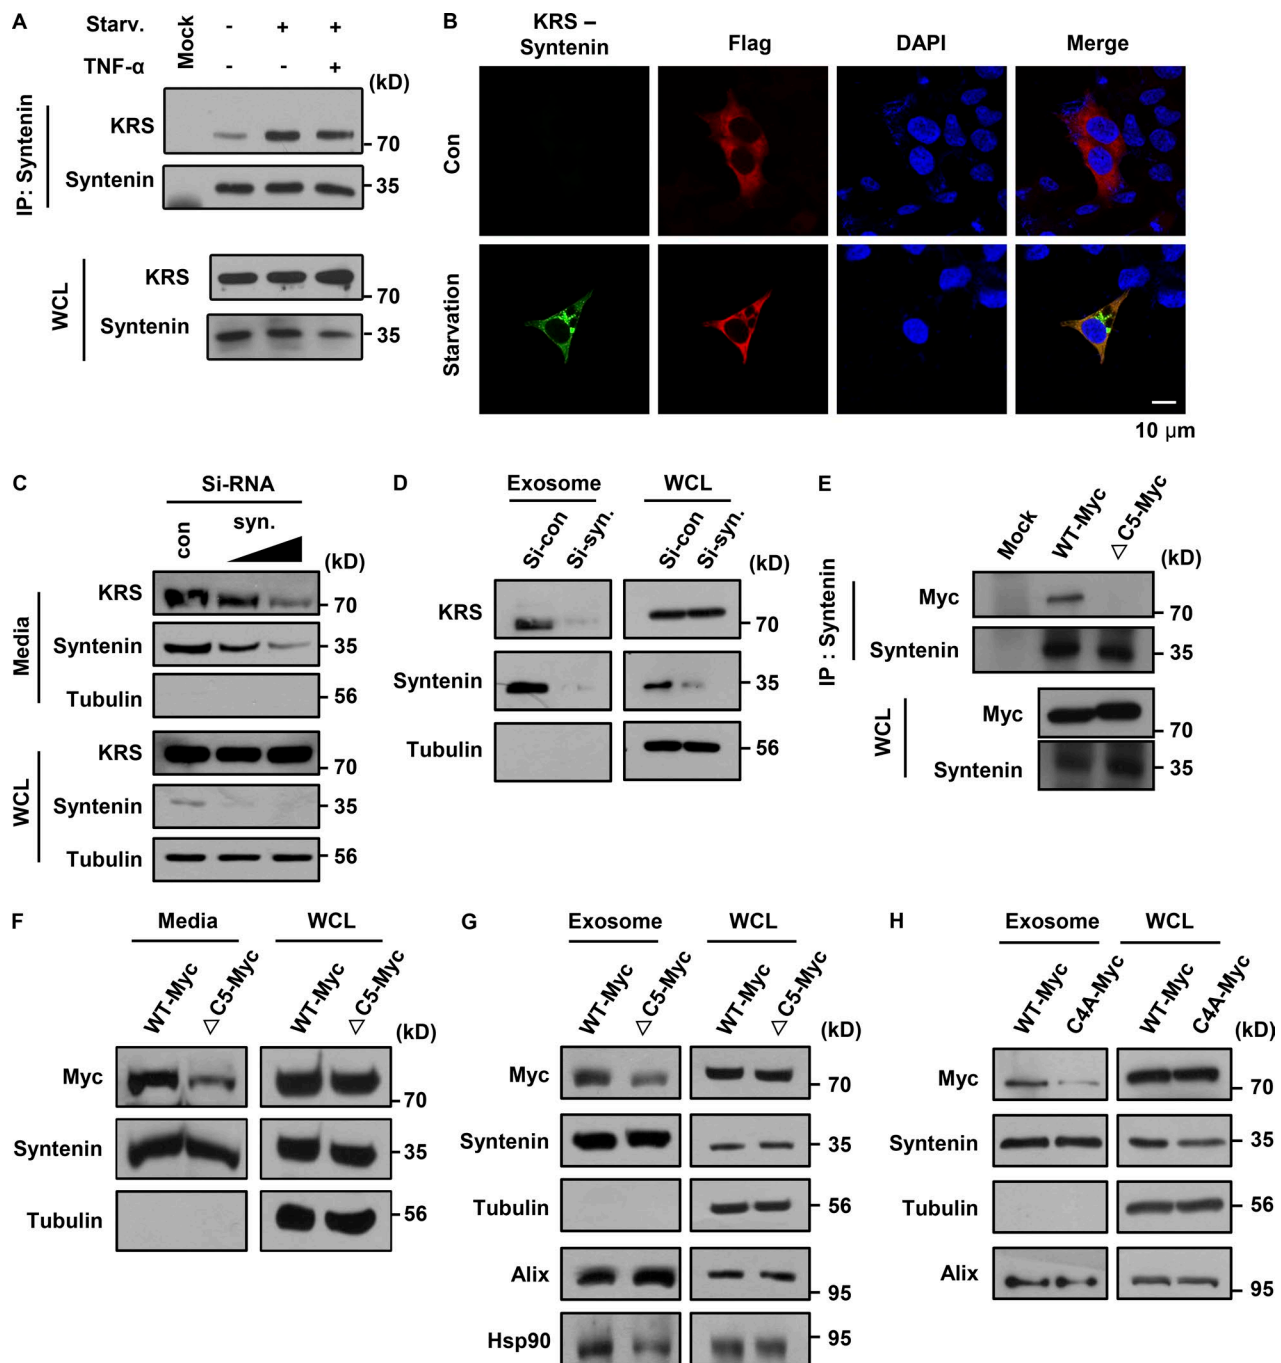 A
Starv. - + +
Mock
TNF-α - - +
(kD)
IP: Syntenin
KRS
70
Syntenin
35
WCL
KRS
70
Syntenin
35
B
KRS –
Syntenin
Flag
DAPI
Merge
Con
Starvation
10 μm
C
Si-RNA
con
syn.
(kD)
Media
KRS
70
Syntenin
35
Tubulin
56
WCL
KRS
70
Syntenin
35
Tubulin
56
D
Exosome
WCL
Si-con
Si-syn.
Si-con
Si-syn.
(kD)
KRS
70
Syntenin
35
Tubulin
56
E
Mock
WT-Myc
▽C5-Myc
(kD)
IP : Syntenin
Myc
70
Syntenin
35
WCL
Myc
70
Syntenin
35
F
Media
WCL
WT-Myc
▽C5-Myc
WT-Myc
▽C5-Myc
(kD)
Myc
70
Syntenin
35
Tubulin
56
G
Exosome
WCL
WT-Myc
▽C5-Myc
WT-Myc
▽C5-Myc
(kD)
Myc
70
Syntenin
35
Tubulin
56
Alix
95
Hsp90
95
H
Exosome
WCL
WT-Myc
C4A-Myc
WT-Myc
C4A-Myc
(kD)
Myc
70
Syntenin
35
Tubulin
56
Alix
95